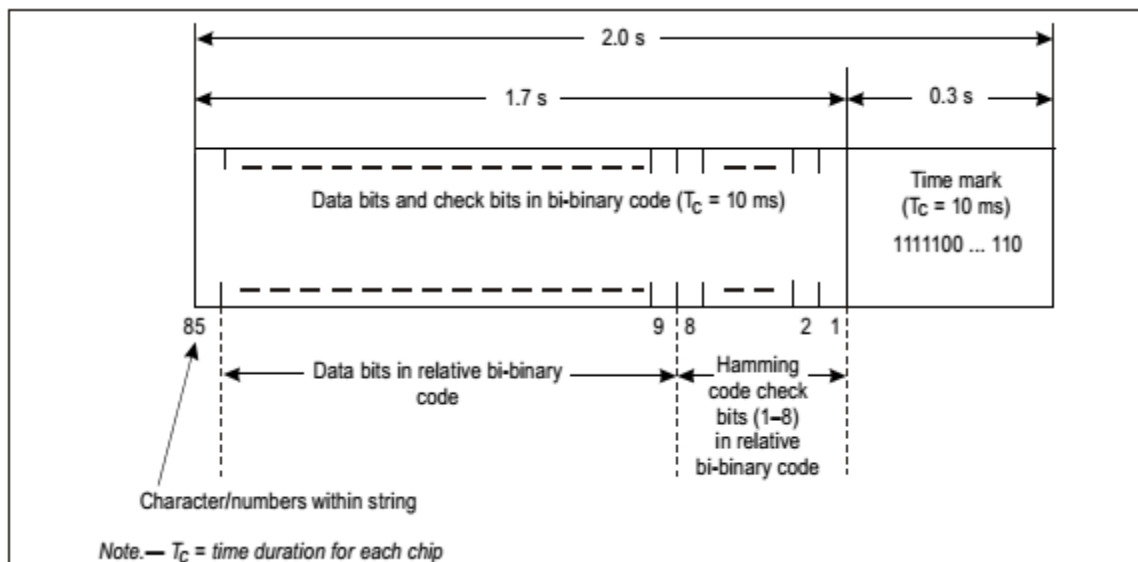 2.0 s
1.7 s
0.3 s
Data bits and check bits in bi-binary code (TC = 10 ms)
Time mark
(TC = 10 ms)
1111100 ... 110
85
9
8
2
1
Data bits in relative bi-binary
code
Hamming
code check
bits (1–8)
in relative
bi-binary code
Character/numbers within string
Note.— TC = time duration for each chip